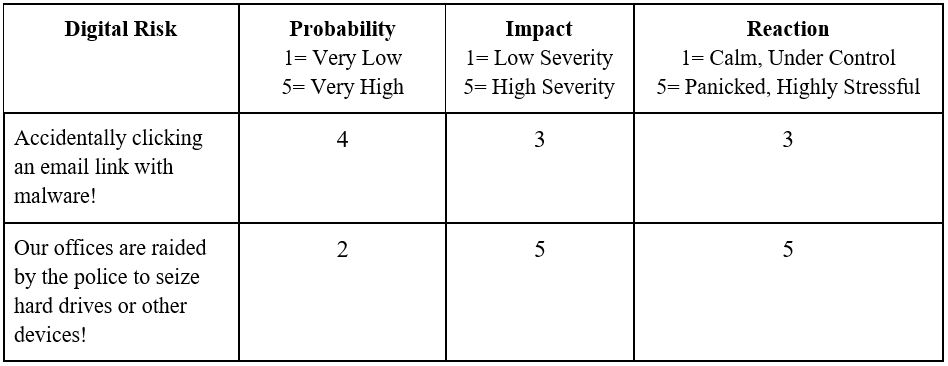 Digital Risk
Probability
1= Very Low
5= Very High
Impact
1= Low Severity
5= High Severity
Reaction
1= Calm, Under Control
5= Panicked, Highly Stressful
Accidentally clicking
an email link with
malware!
4
3
3
Our offices are raided
by the police to seize
hard drives or other
devices!
2
5
5